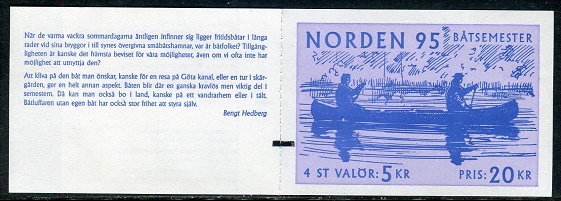 När de varma vackra sommardagarna äntligen infinner sig ligger fritidsbåtar i långa
rader vid sina bryggor i till synes övergivna småbåtshamnar, var är båtfolket? Tillgäng-
ligheten är kanske det främsta beviset för våra möjligheter, även om vi ofta inte har
möjlighet att utnyttja den?
Att kliva på den båt man önskar, kanske för en resa på Göta kanal, eller en tur i skär-
gården, ger en helt annan aspekt. Båten blir där en ganska kravlös men viktig del i
semestern. Då kan man också bo i land, kanske på ett vandrarhem eller i tält.
Båtluffaren utan egen båt har också stor frihet att styra själv.
Bengt Hedberg
NORDEN 95 BÅTSEMESTER
4 ST VALÖR: 5 KR PRIS: 20 KR